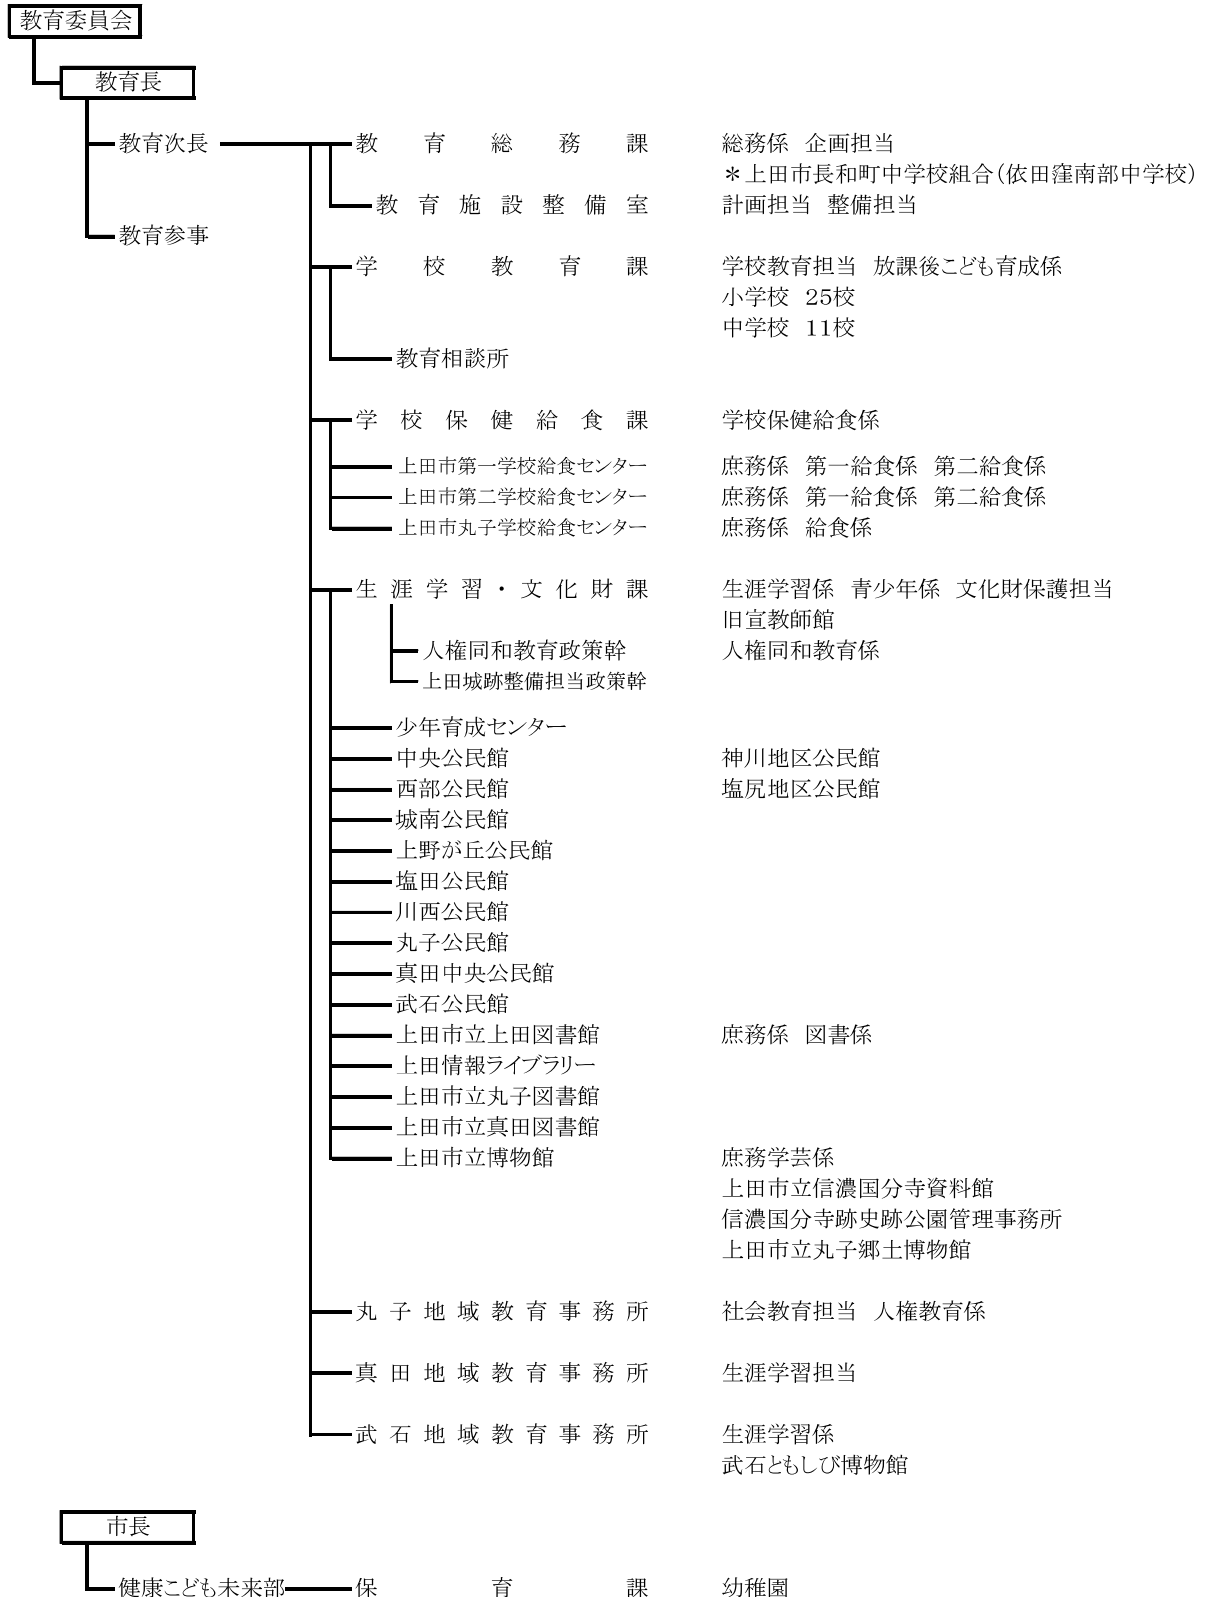 教育委員会
教育長
教育次長 教育総務課 総務係 企画担当
＊上田市長和町中学校組合（依田窪南部中学校）
教育施設整備室 計画担当 整備担当
教育参事
学校教育課 学校教育担当 放課後こども育成係
小学校 25校
中学校 11校
教育相談所
学校保健給食課 学校保健給食係
上田市第一学校給食センター 庶務係 第一給食係 第二給食係
上田市第二学校給食センター 庶務係 第一給食係 第二給食係
上田市丸子学校給食センター 庶務係 給食係
生涯学習・文化財課 生涯学習係 青少年係 文化財保護担当
旧宣教師館
人権同和教育政策幹 人権同和教育係
上田城跡整備担当政策幹
少年育成センター
中央公民館 神川地区公民館
西部公民館 塩尻地区公民館
城南公民館
上野が丘公民館
塩田公民館
川西公民館
丸子公民館
真田中央公民館
武石公民館
上田市立上田図書館 庶務係 図書係
上田情報ライブラリー
上田市立丸子図書館
上田市立真田図書館
上田市立博物館 庶務学芸係
上田市立信濃国分寺資料館
信濃国分寺跡史跡公園管理事務所
上田市立丸子郷土博物館
丸子地域教育事務所 社会教育担当 人権教育係
真田地域教育事務所 生涯学習担当
武石地域教育事務所 生涯学習係
武石ともしび博物館
市長
健康こども未来部 保育課 幼稚園